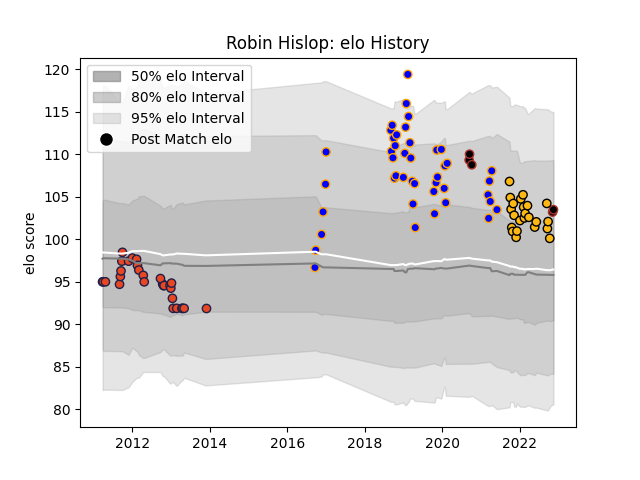 Robin Hislop: elo History
50% elo Interval
80% elo Interval
95% elo Interval
Post Match elo
elo score
120
115
110
105
100
95
90
85
80
2012 2014 2016 2018 2020 2022